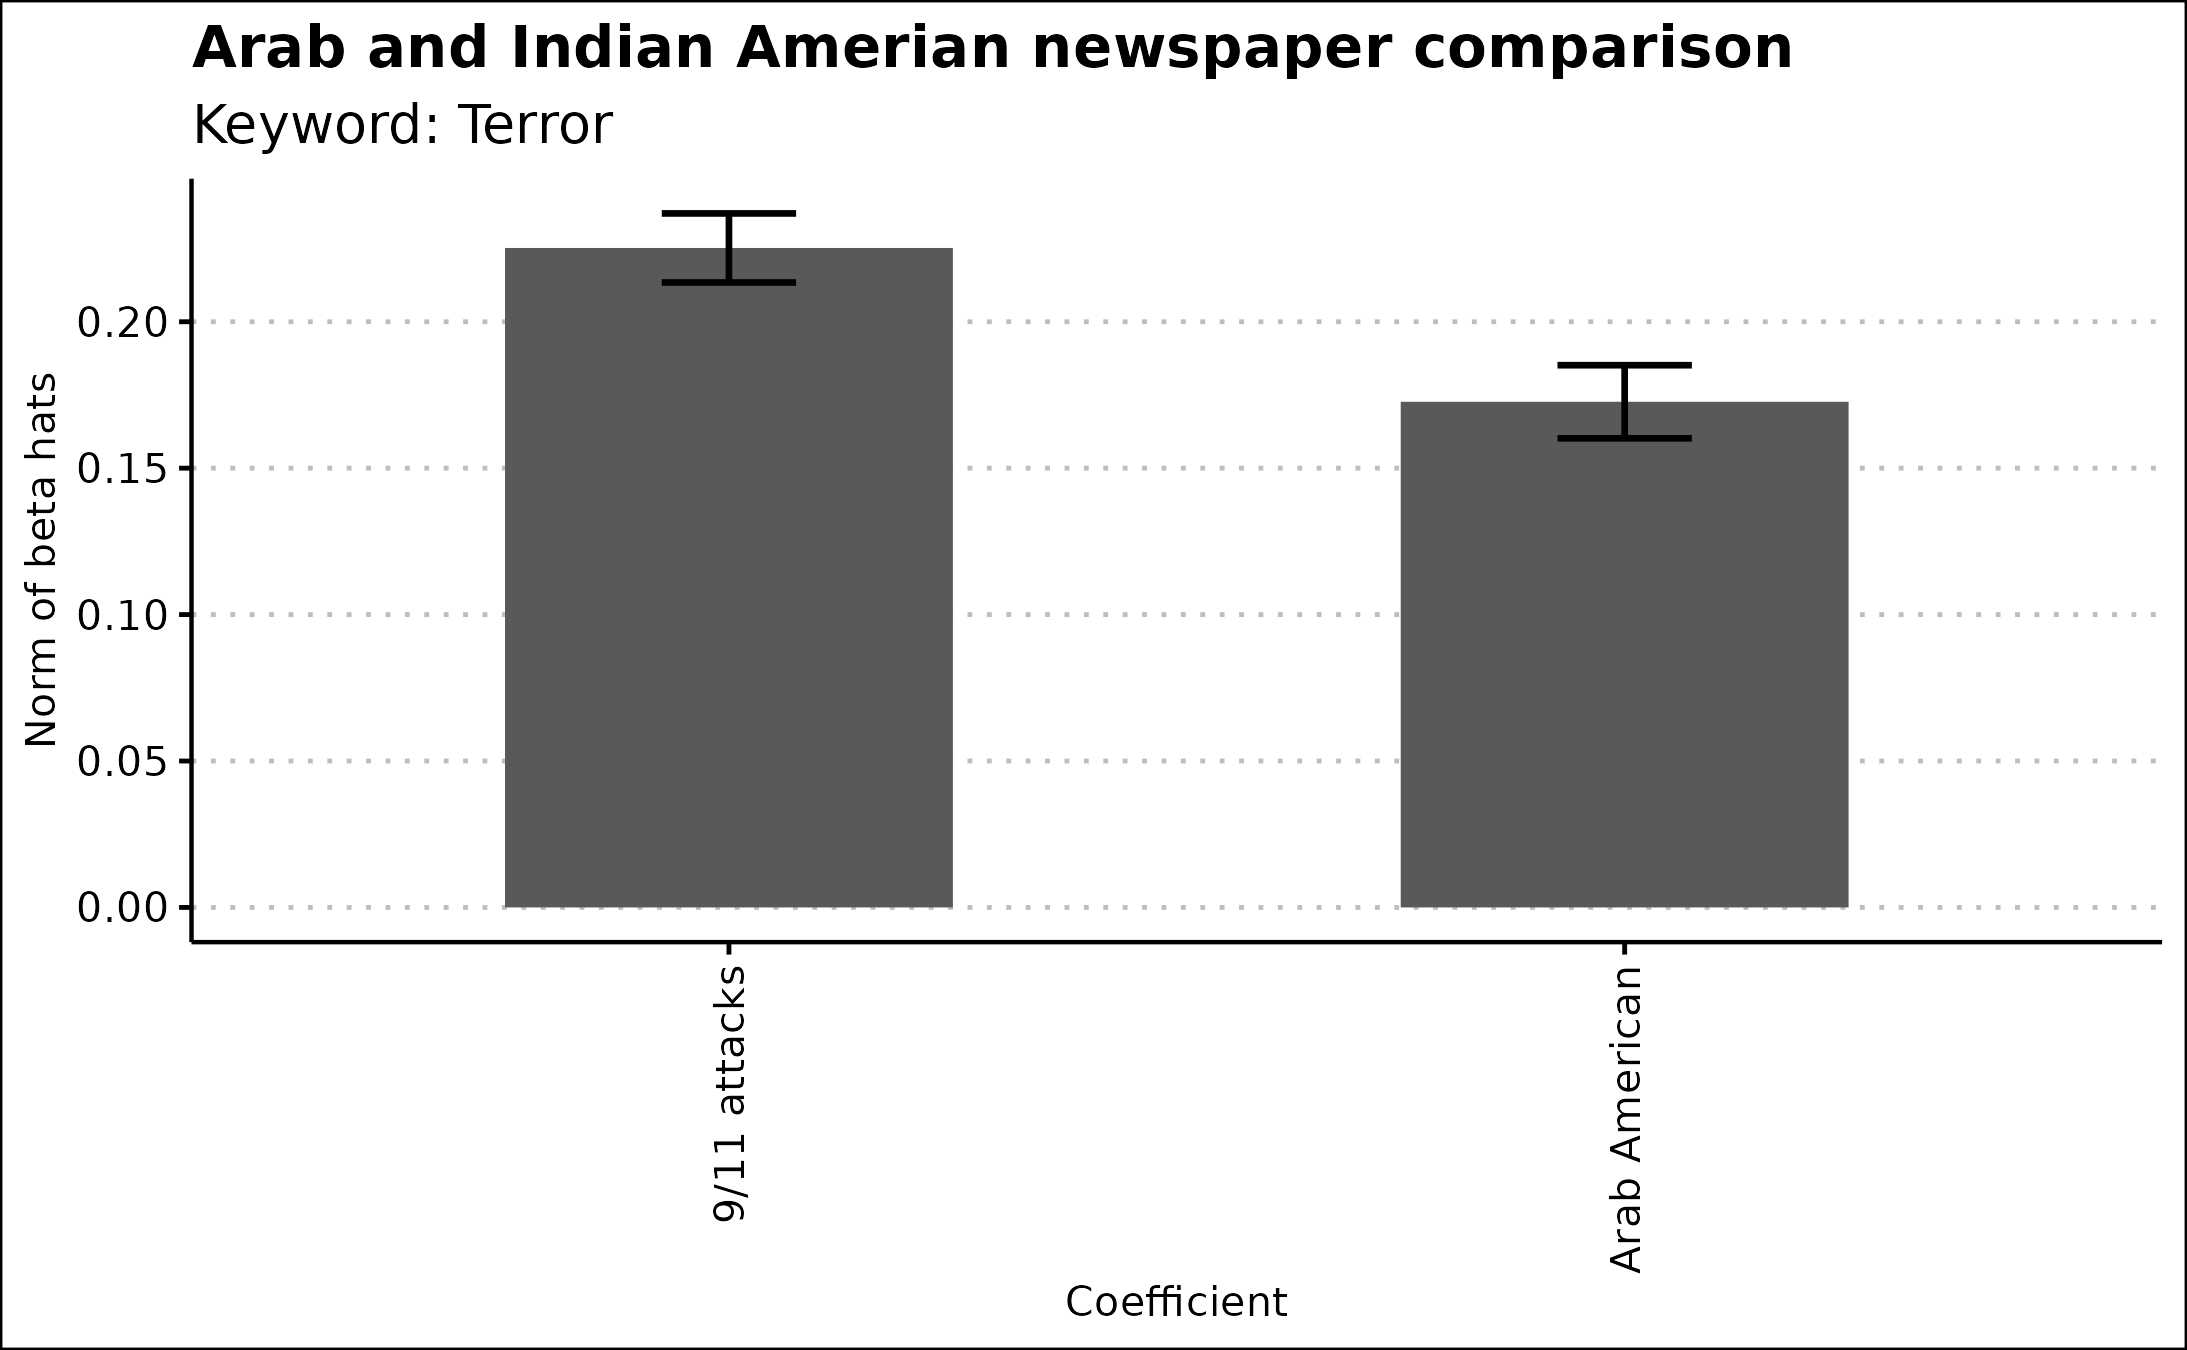 Arab and Indian Amerian newspaper comparison
Keyword: Terror
Norm of beta hats
0.20
0.15
0.10
0.05
0.00
9/11 attacks
Arab American
Coefficient